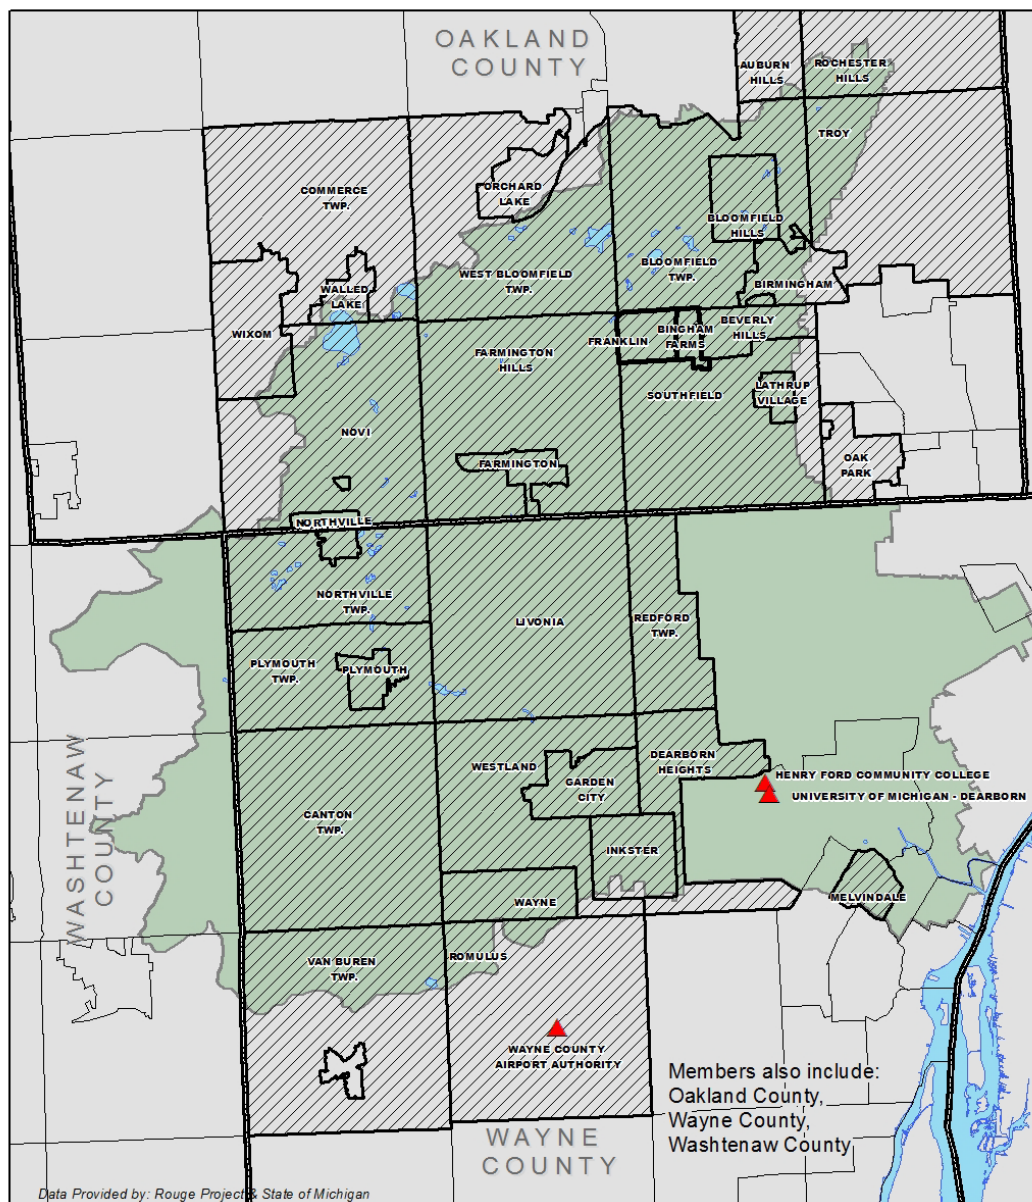 OAKLAND
COUNTY
AUBURN
HILLS
ROCHESTER
HILLS
TROY
COMMERCE
TWP.
ORCHARD
LAKE
BLOOMFIELD
HILLS
WEST BLOOMFIELD
TWP.
BLOOMFIELD
TWP.
WALLED
LAKE
BIRMINGHAM
WIXOM
FARMINGTON
HILLS
FRANKLIN
BINGHAM
FARMS
BEVERLY
HILLS
SOUTHFIELD
LATHRUP
VILLAGE
NOVI
FARMINGTON
OAK
PARK
NORTHVILLE
NORTHVILLE
TWP.
LIVONIA
REDFORD
TWP.
PLYMOUTH
TWP.
PLYMOUTH
WASHTENAW
COUNTY
WESTLAND
DEARBORN
HEIGHTS
GARDEN
CITY
HENRY FORD COMMUNITY COLLEGE
UNIVERSITY OF MICHIGAN - DEARBORN
CANTON
TWP.
INKSTER
WAYNE
MELVINDALE
VAN BUREN
TWP.
ROMULUS
WAYNE COUNTY
AIRPORT AUTHORITY
Members also include:
Oakland County,
Wayne County,
Washtenaw County
WAYNE
COUNTY
Data Provided by: Rouge Project & State of Michigan